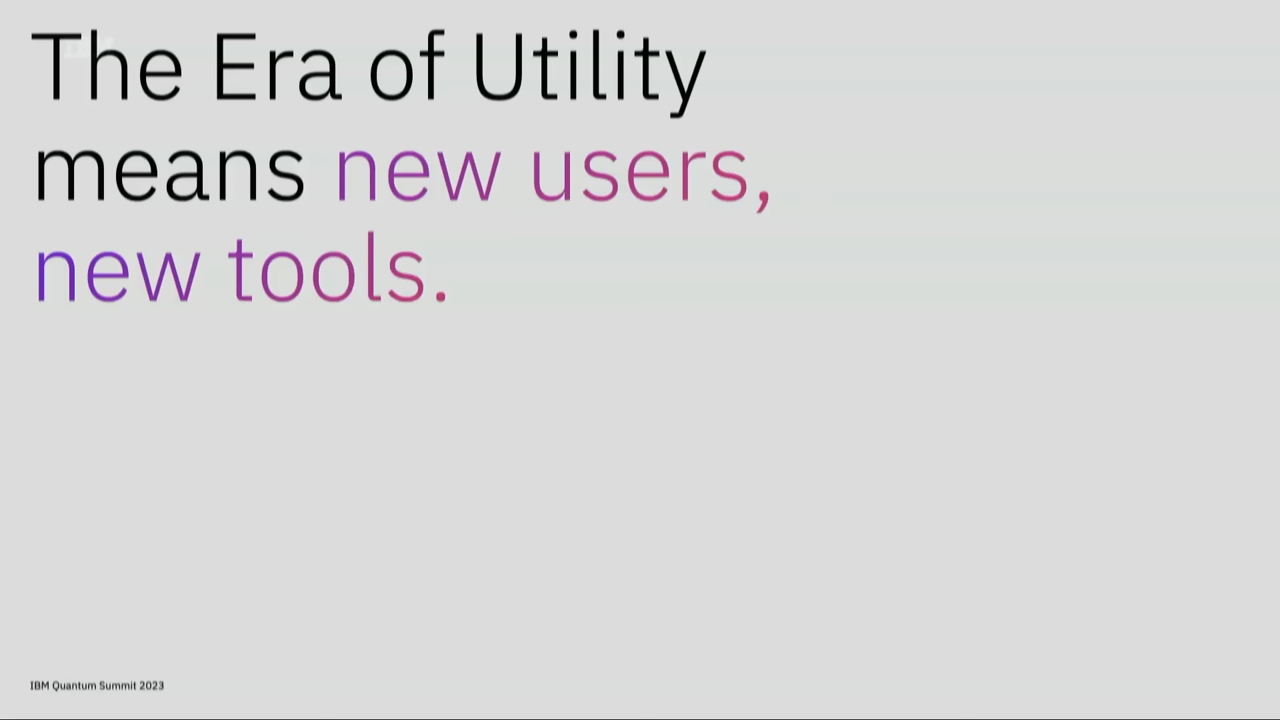 The Era of Utility
means new users,
new tools.
IBM Quantum Summit 2023